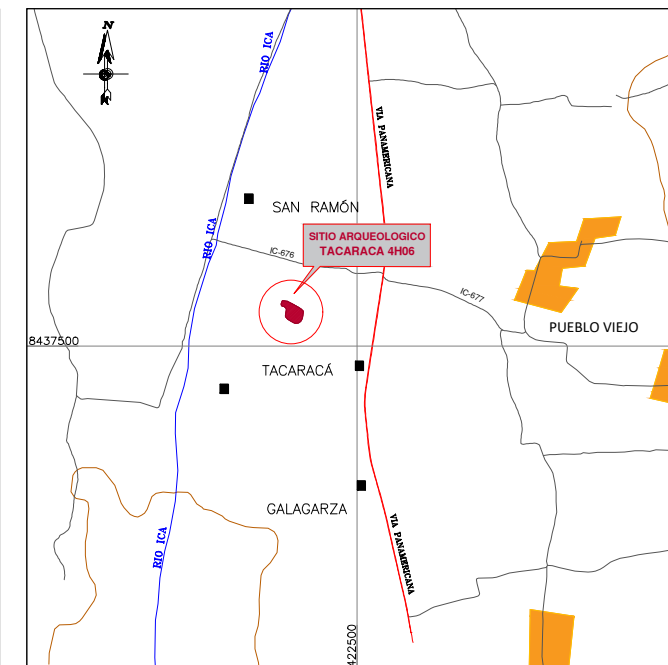 N
RIO ICA
VIA PANAMERICANA
SAN RAMÓN
RIO ICA
SITIO ARQUEOLOGICO
TACARACA 4H06
IC-676
IC-677
PUEBLO VIEJO
8437500
TACARACÁ
GALAGARZA
RIO ICA
VIA PANAMERICANA
422500